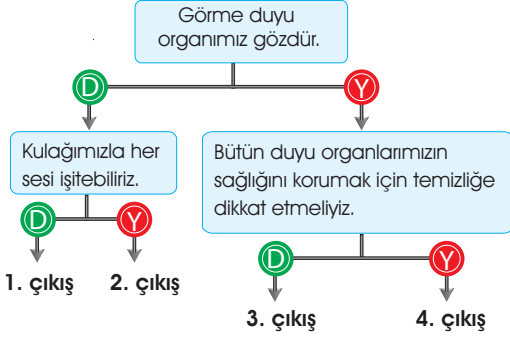 Görme duyu
organımız gözdür.
D
Y
Kulağımızla her
sesi işitebiliriz.
Bütün duyu organlarımızın
sağlığını korumak için temizliğe
dikkat etmeliyiz.
D
Y
1. çıkış
2. çıkış
D
Y
3. çıkış
4. çıkış